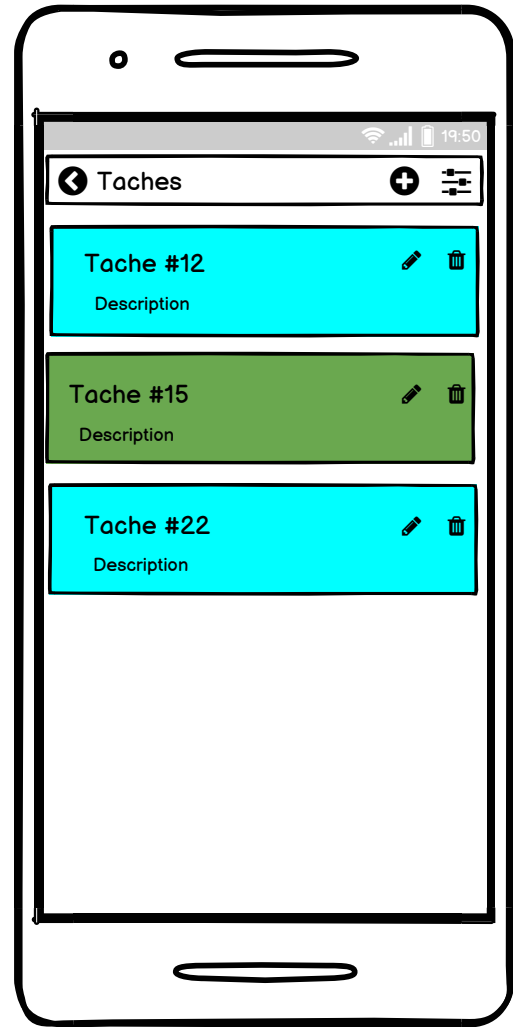 19:50
Taches
Tache #12
Description
Tache #15
Description
Tache #22
Description